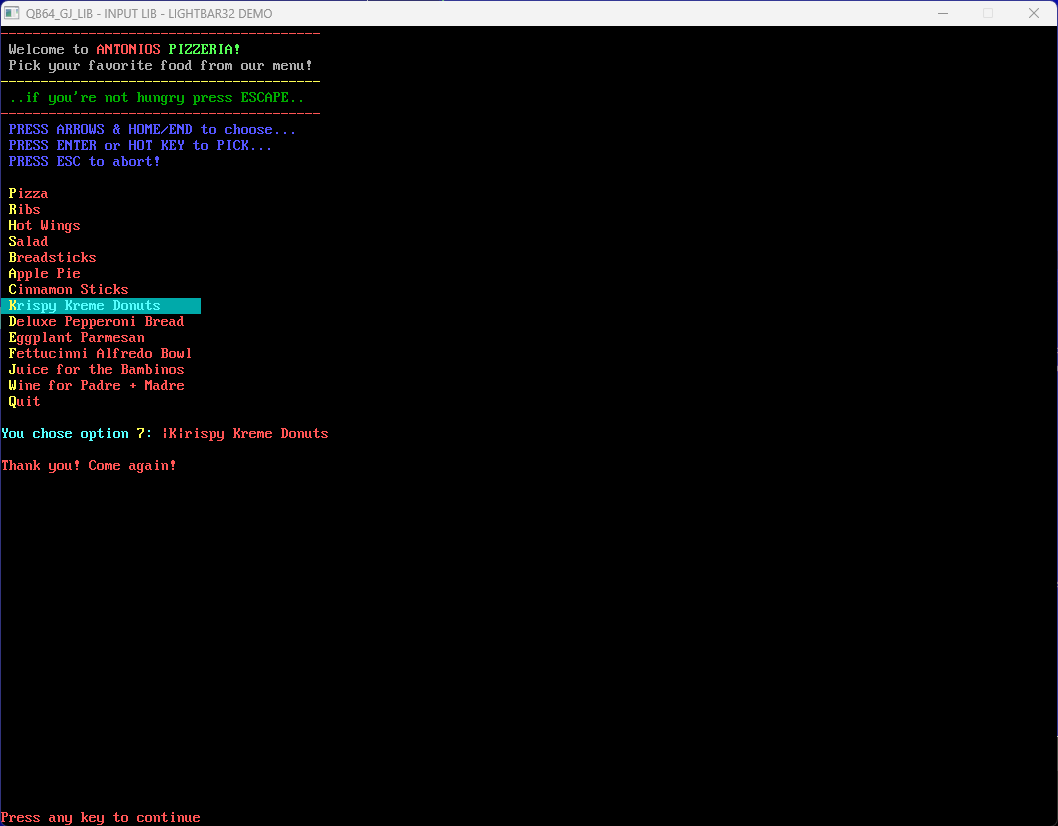 QB64_GJ_LIB - INPUT LIB - LIGHTBAR32 DEMO
----------------------------------------
Welcome to ANTONIOS PIZZERIA!
Pick your favorite food from our menu!
----------------------------------------
..if you're not hungry press ESCAPE..
----------------------------------------
PRESS ARROWS & HOME/END to choose...
PRESS ENTER or HOT KEY to PICK...
PRESS ESC to abort!
Pizza
Ribs
Hot Wings
Salad
Breadsticks
Apple Pie
Cinnamon Sticks
Krispy Kreme Donuts
Deluxe Pepperoni Bread
Eggplant Parmesan
Fettucinni Alfredo Bowl
Juice for the Bambinos
Wine for Padre + Madre
Quit
You chose option 7: |K|rispy Kreme Donuts
Thank you! Come again!
Press any key to continue